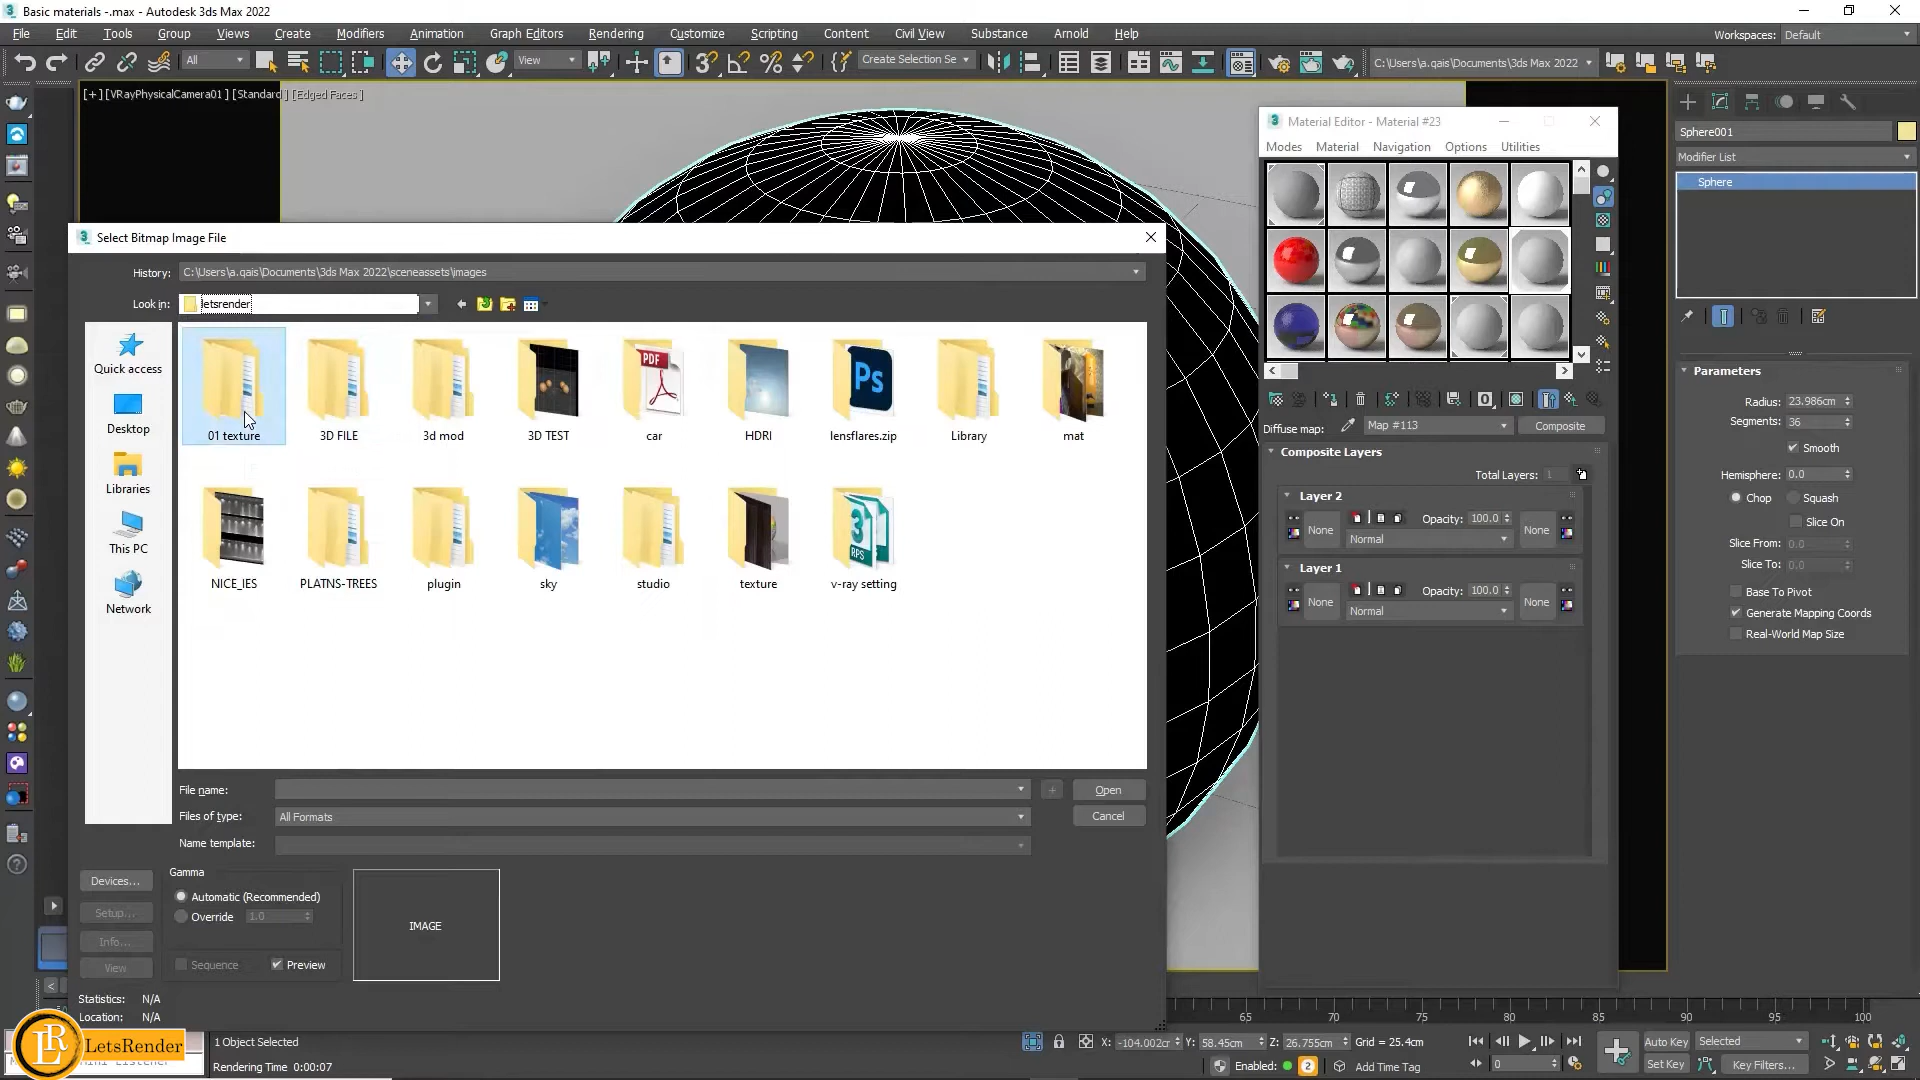 Basic materials -.max - Autodesk 3ds Max 2022
File Edit Tools Group Views Create Modifiers Animation Graph Editors Rendering Customize Scripting Content Civil View Substance Arnold Help
Workspaces: Default
All View Create Selection Se C:\Users\a.qais\Documents\3ds Max 2022
[+] [VRayPhysicalCamera01] [Standard] [Edged Faces]
Material Editor - Material #23
Modes Material Navigation Options Utilities
Diffuse map: Map #113 Composite
Composite Layers
Total Layers: 1
Layer 2
None Opacity: 100.0 None
Normal
Layer 1
None Opacity: 100.0 None
Normal
Sphere001
Modifier List
Sphere
Parameters
Radius: 23.986cm
Segments: 36
Smooth
Hemisphere: 0.0
Chop Squash
Slice On
Slice From: 0.0
Slice To: 0.0
Base To Pivot
Generate Mapping Coords
Real-World Map Size
Select Bitmap Image File
History: C:\Users\a.qais\Documents\3ds Max 2022\sceneassets\images
Look in: letsrender
Quick access
Desktop
Libraries
This PC
Network
01 texture 3D FILE 3d mod 3D TEST car HDRI lensflares.zip Library mat
PDF
Ps
NICE_IES PLATNS-TREES plugin sky studio texture v-ray setting
3
RPS
File name: Open
Files of type: All Formats Cancel
Name template:
Devices...
Setup...
Info...
View
Gamma
Automatic (Recommended)
Override 1.0
Sequence Preview
IMAGE
Statistics: N/A
Location: N/A
65 70 75 80 85 90 95 100
LR LetsRender
1 Object Selected
Rendering Time 0:00:07
X: -104.002cr Y: 58.45cm Z: 26.755cm Grid = 25.4cm
Enabled: 2 Add Time Tag
0
Auto Key Selected
Set Key Key Filters...